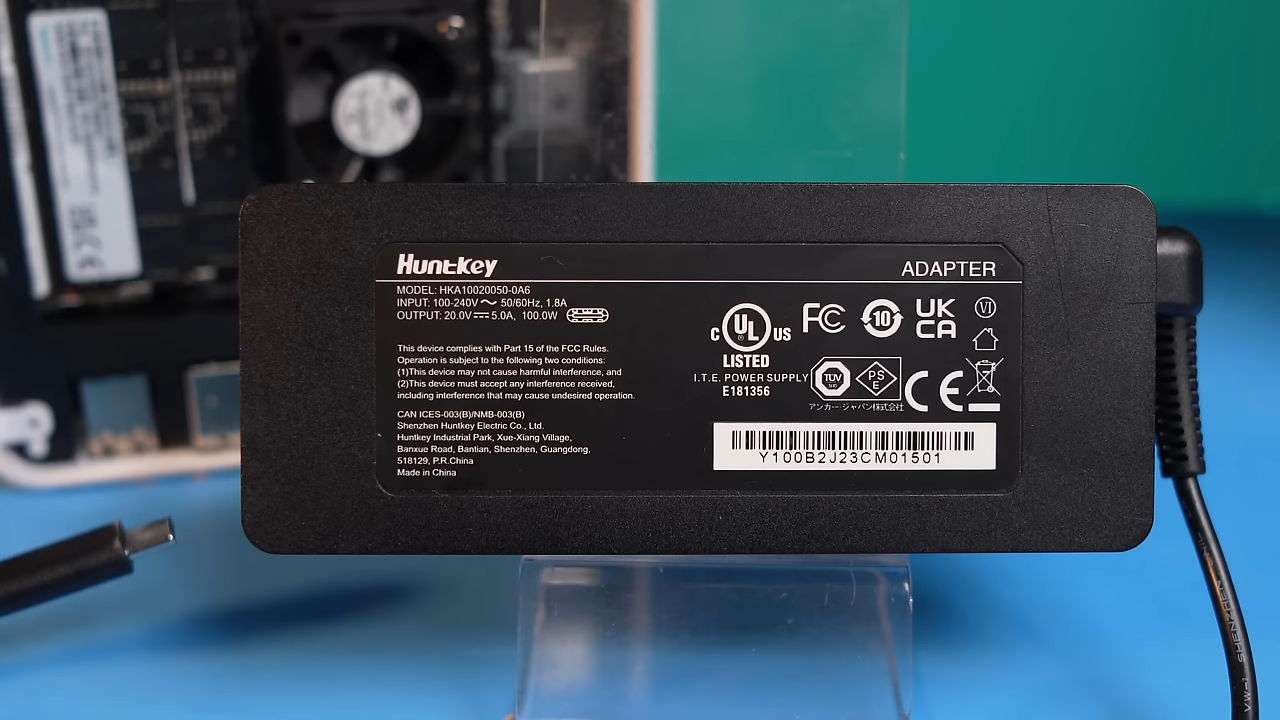 Huntkey
ADAPTER
MODEL: HKA10020050-0A6
INPUT: 100-240V～ 50/60Hz, 1.8A
OUTPUT: 20.0V⎓5.0A, 100.0W
This device complies with Part 15 of the FCC Rules.
Operation is subject to the following two conditions:
(1)This device may not cause harmful interference, and
(2)This device must accept any interference received,
including interference that may cause undesired operation.
CAN ICES-003(B)/NMB-003(B)
Shenzhen Huntkey Electric Co., Ltd.
Huntkey Industrial Park, Xue-Xiang Village,
Banxue Road, Bantian, Shenzhen, Guangdong,
518129, P.R.China
Made in China
C UL US
LISTED
I.T.E. POWER SUPPLY
E181356
FC
10
UK
CA
VI
TUV
PS
E
アンカー・ジャパン株式会社
CE
Y100B2J23CM01501
VW-1